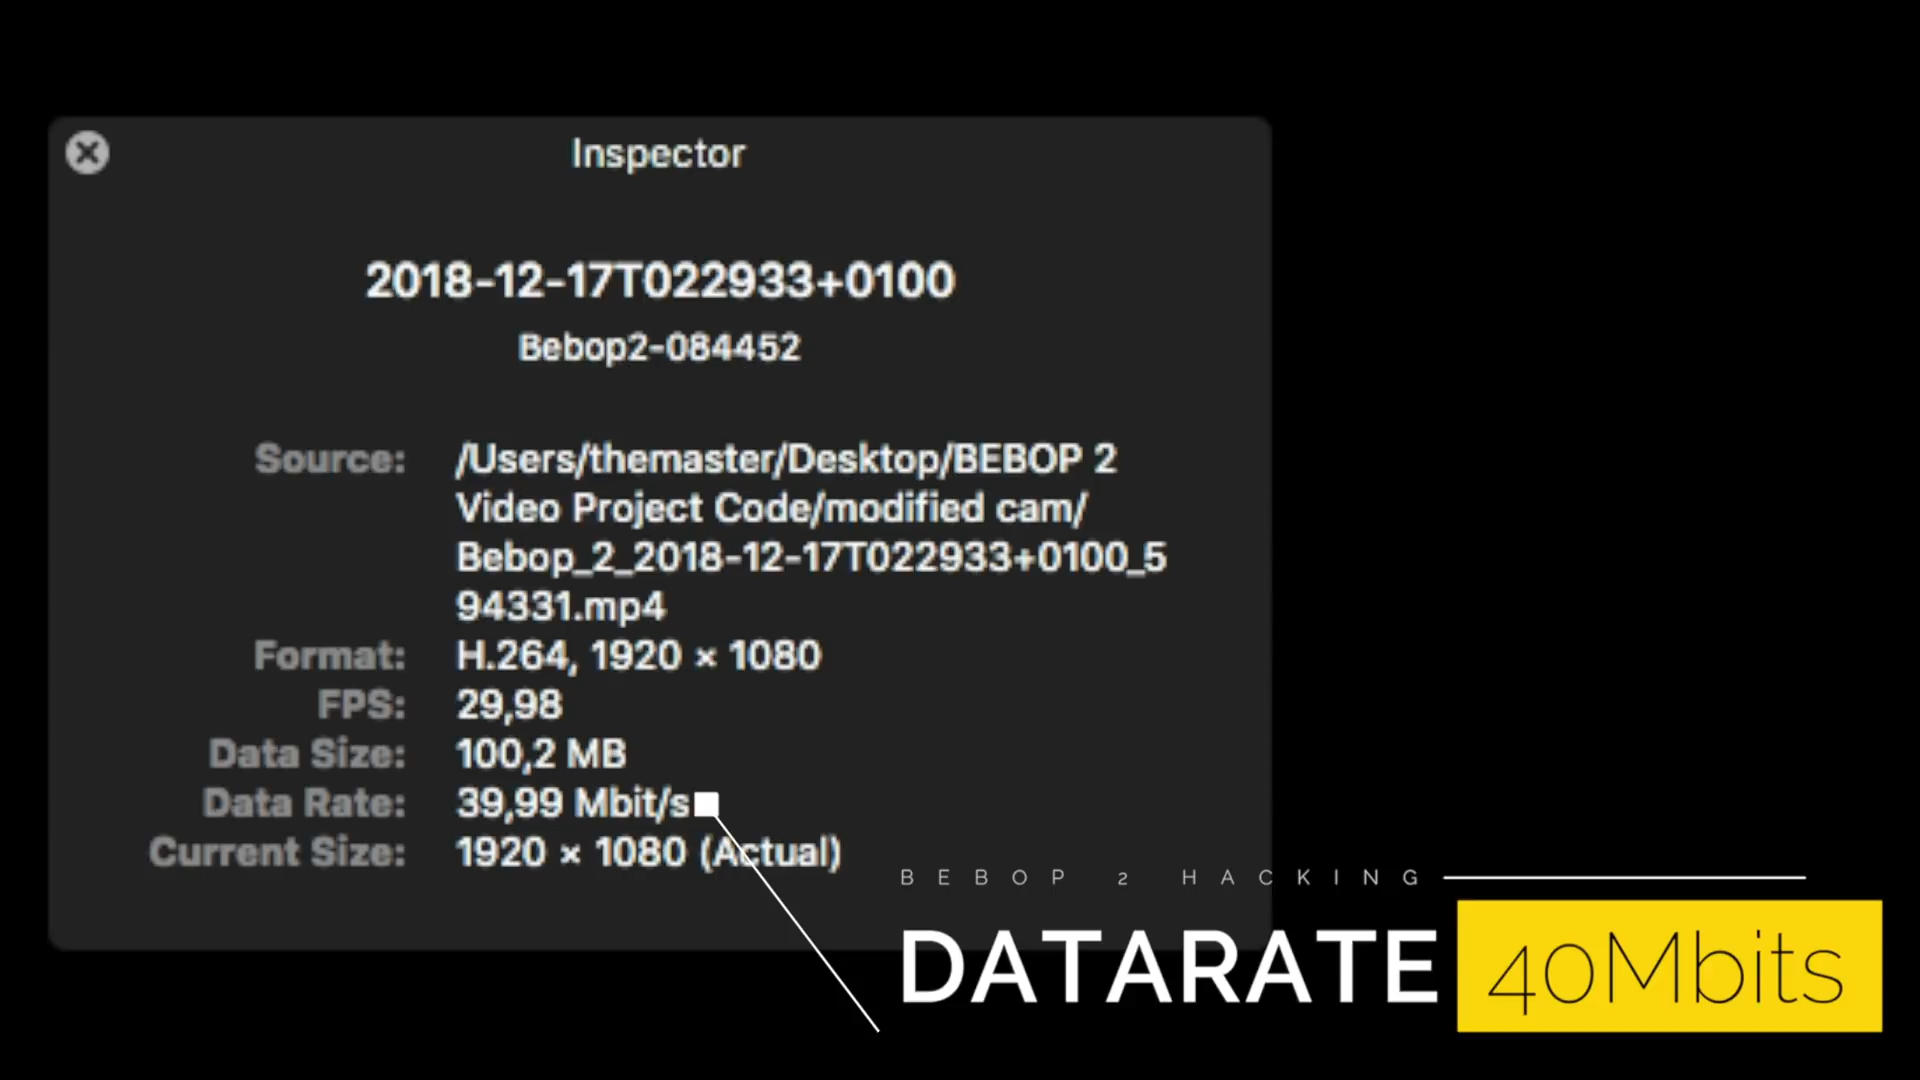 Inspector
2018-12-17T022933+0100
Bebop2-084452
Source: /Users/themaster/Desktop/BEBOP 2
Video Project Code/modified cam/
Bebop_2_2018-12-17T022933+0100_5
94331.mp4
Format: H.264, 1920 × 1080
FPS: 29,98
Data Size: 100,2 MB
Data Rate: 39,99 Mbit/s
Current Size: 1920 × 1080 (Actual)
BEBOP 2 HACKING
DATARATE 40Mbits